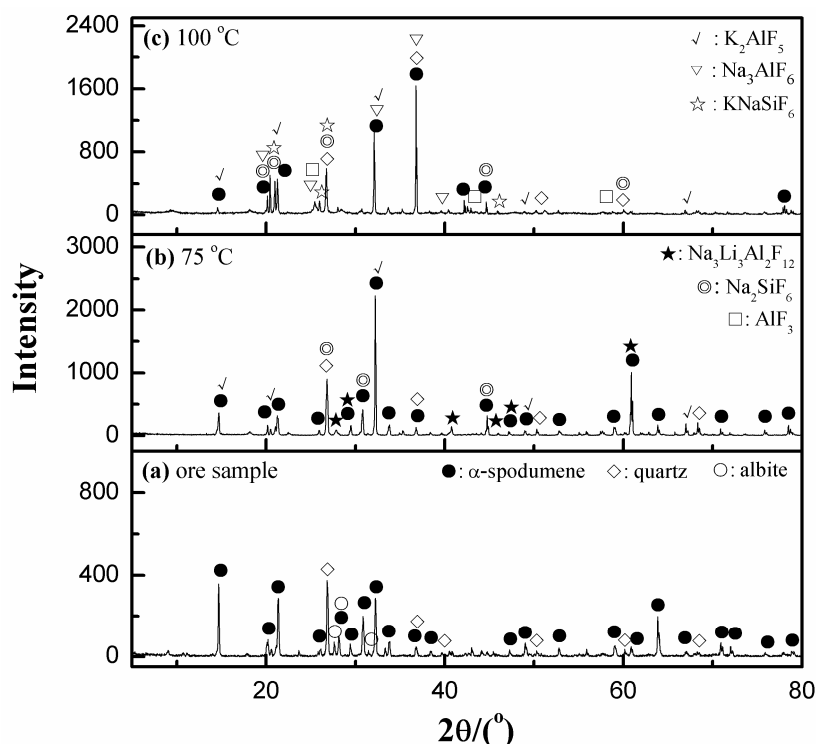 (c) 100 °C
√ : K₂AlF₅
▽ : Na₃AlF₆
☆ : KNaSiF₆
2400
1600
800
0
(b) 75 °C
★: Na₃Li₃Al₂F₁₂
◎: Na₂SiF₆
□: AlF₃
3000
2000
1000
0
(a) ore sample
●: α-spodumene ◇: quartz ○: albite
800
400
0
20 40 60 80
Intensity
2θ/(°)